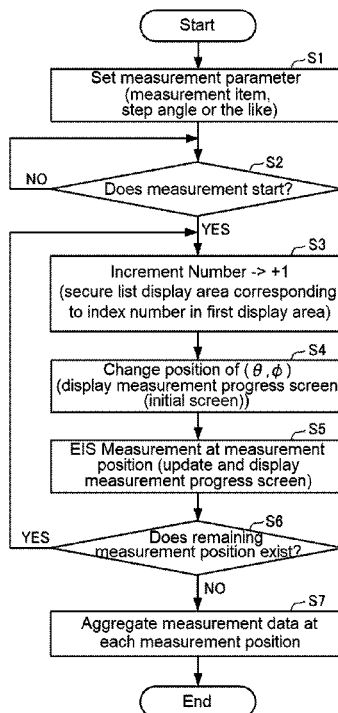 Start
S1
Set measurement parameter
(measurement item,
step angle or the like)
S2
NO
Does measurement start?
YES
S3
Increment Number -> +1
(secure list display area corresponding
to index number in first display area)
S4
Change position of (θ,φ)
(display measurement progress screen
(initial screen))
S5
EIS Measurement at measurement
position (update and display
measurement progress screen)
S6
YES
Does remaining
measurement position exist?
NO
S7
Aggregate measurement data at
each measurement position
End